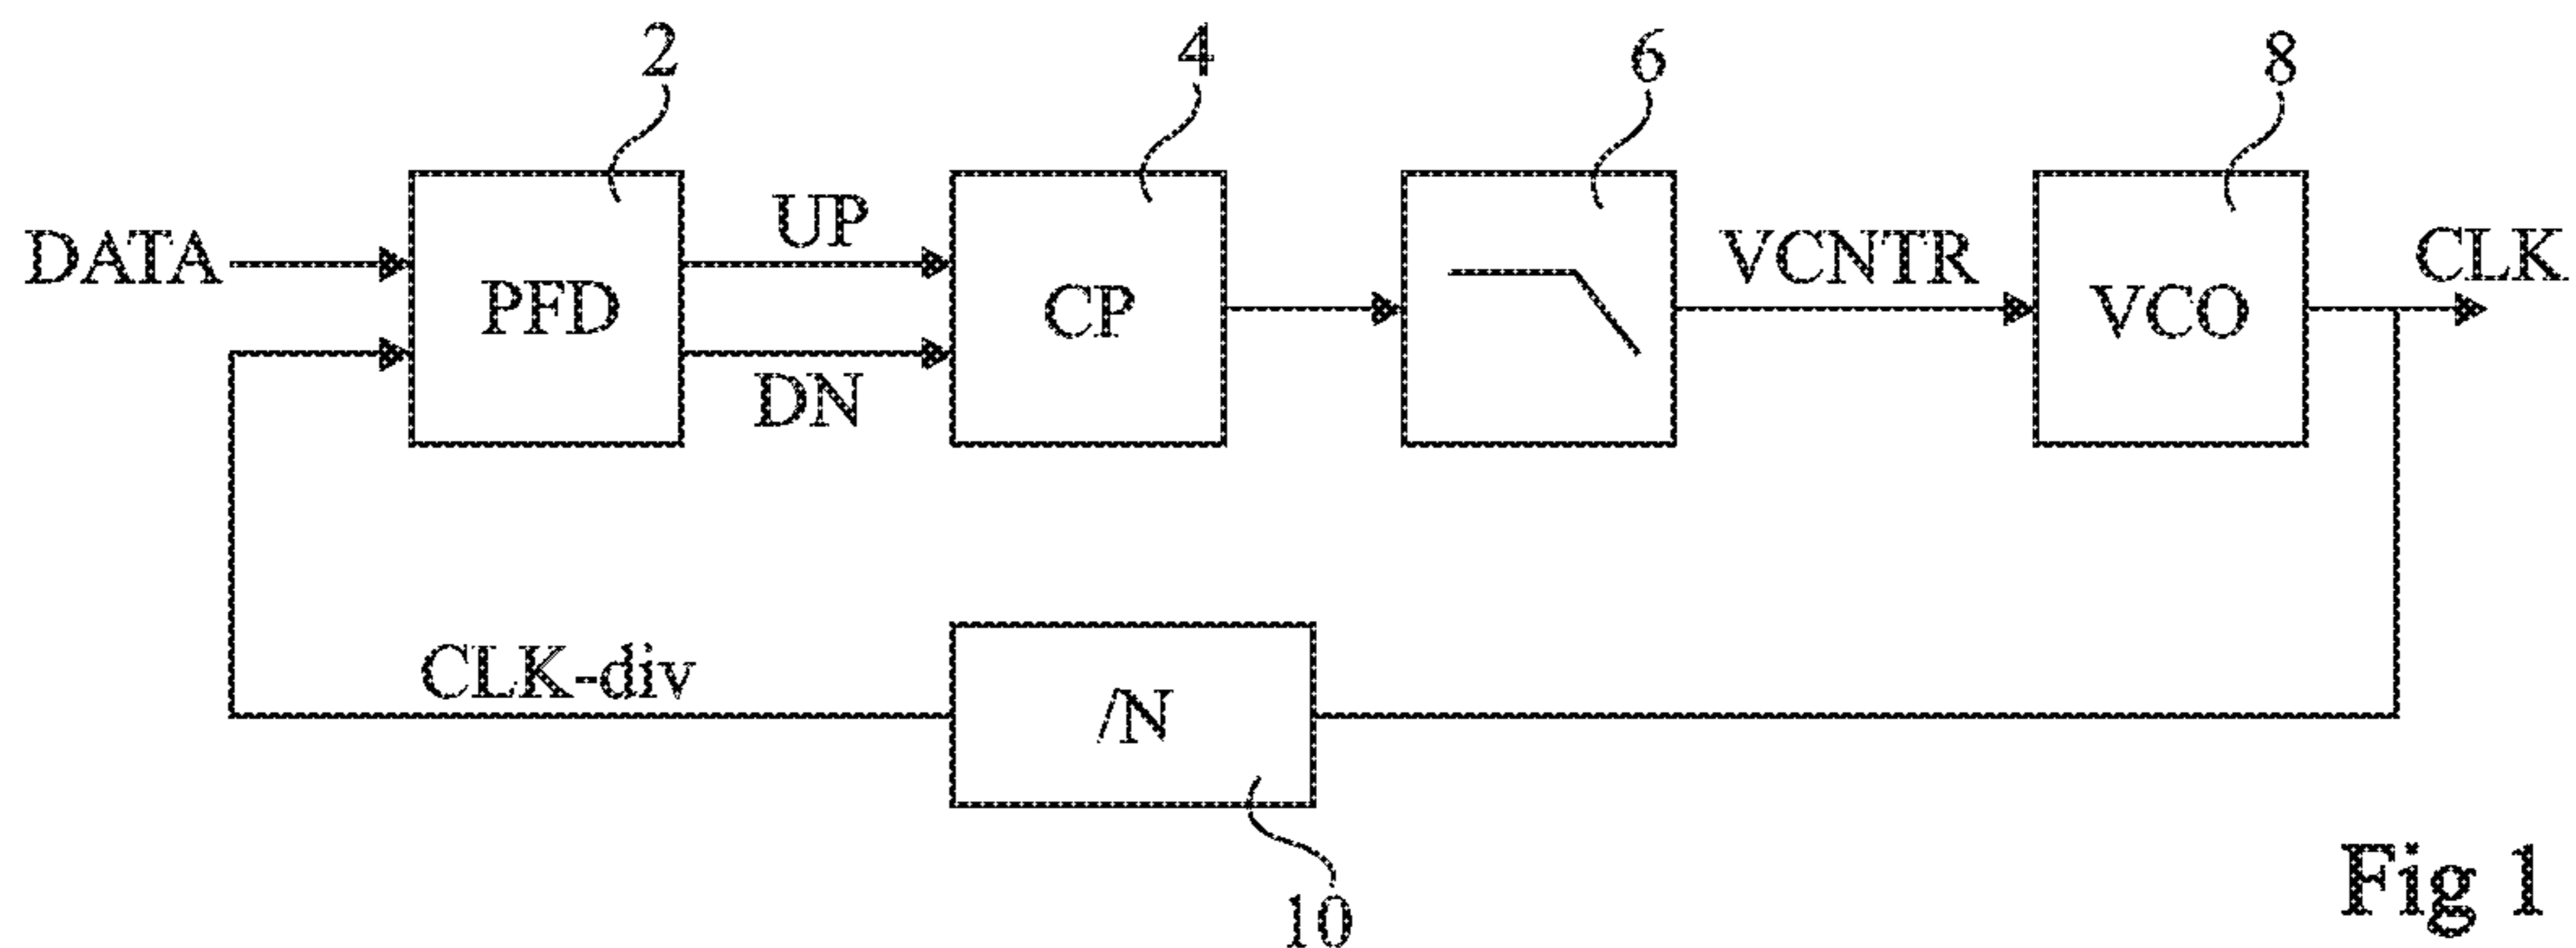 2 4 6 8
DATA PFD UP CP VCNTR VCO CLK
DN
CLK-div /N
10
Fig 1